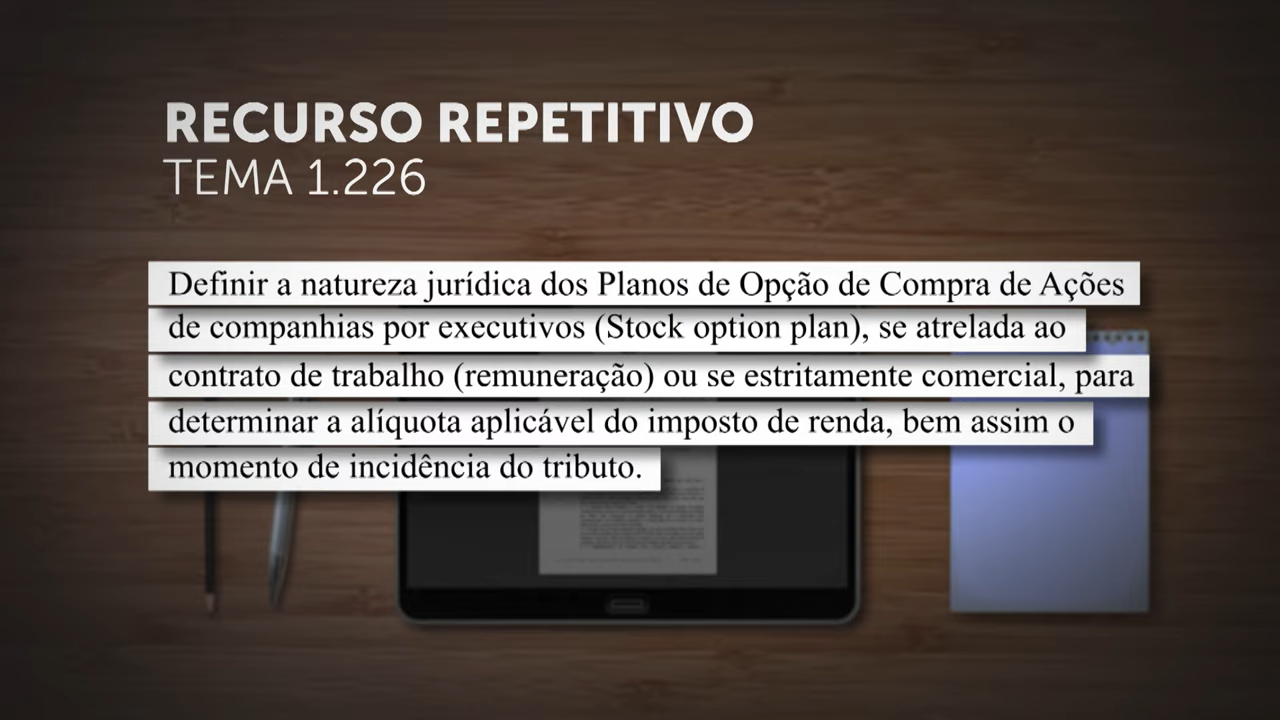 RECURSO REPETITIVO
TEMA 1.226
Definir a natureza jurídica dos Planos de Opção de Compra de Ações
de companhias por executivos (Stock option plan), se atrelada ao
contrato de trabalho (remuneração) ou se estritamente comercial, para
determinar a alíquota aplicável do imposto de renda, bem assim o
momento de incidência do tributo.